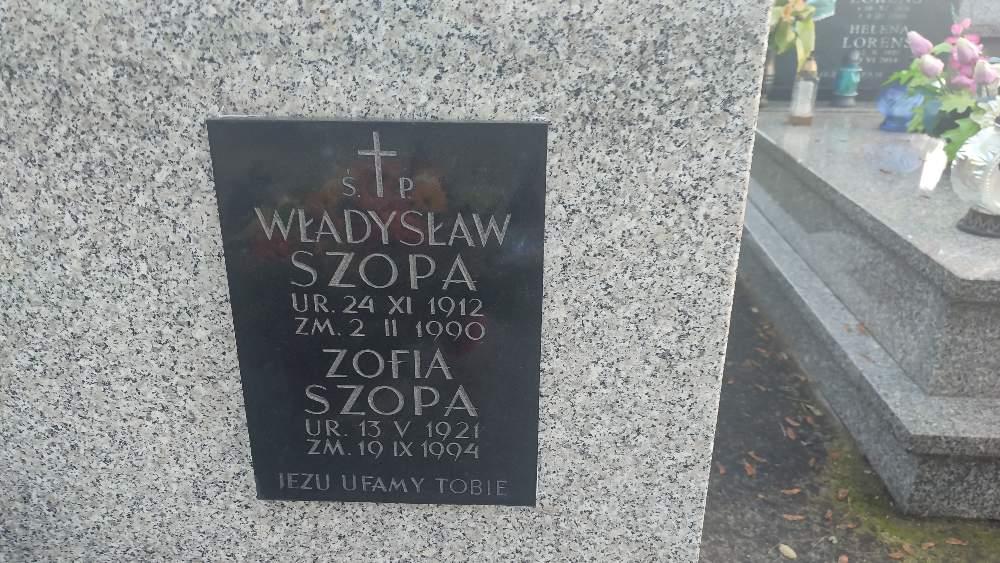 Ś. P.
WŁADYSŁAW
SZOPA
UR. 24 XI 1912
ZM. 2 II 1990
ZOFIA
SZOPA
UR. 13 V 1921
ZM. 19 IX 1994
JEZU UFAMY TOBIE
LORENS
HELENA
LORENS